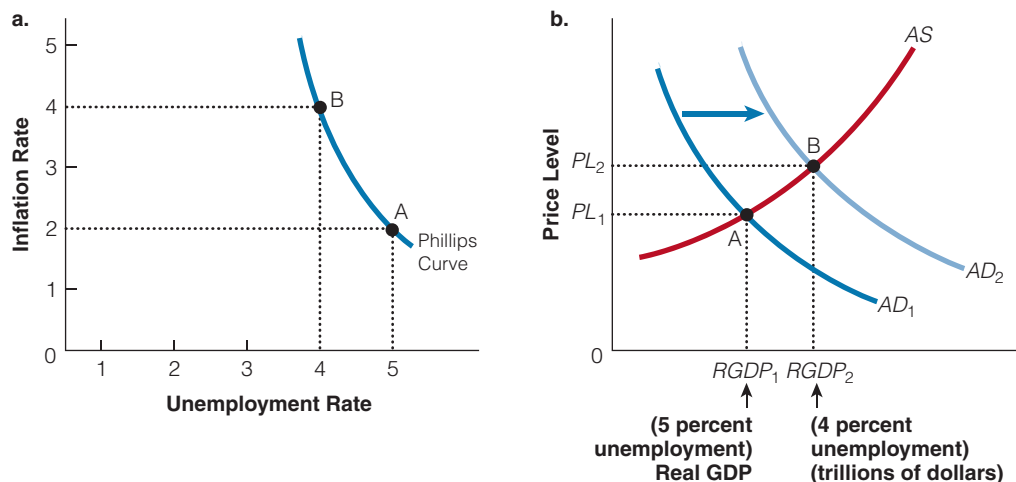 a.
Inflation Rate
5
4
3
2
1
0
B
A
Phillips
Curve
1 2 3 4 5
Unemployment Rate
b.
Price Level
AS
PL2
PL1
B
A
AD2
AD1
0
RGDP1 RGDP2
(5 percent
unemployment)
Real GDP
(4 percent
unemployment)
(trillions of dollars)